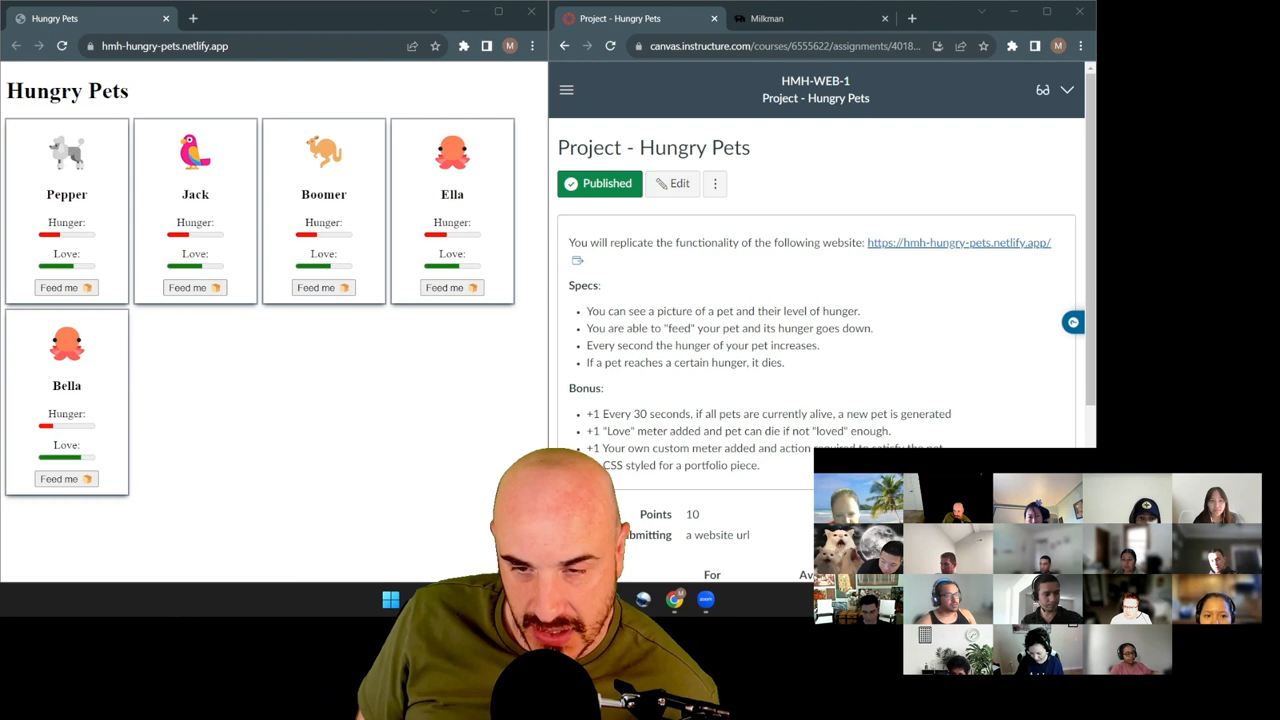 Hungry Pets
hmh-hungry-pets.netlify.app
M
Hungry Pets
Pepper
Hunger:
Love:
Feed me
Jack
Hunger:
Love:
Feed me
Boomer
Hunger:
Love:
Feed me
Ella
Hunger:
Love:
Feed me
Bella
Hunger:
Love:
Feed me
Project - Hungry Pets
Milkman
canvas.instructure.com/courses/6555622/assignments/4018...
M
HMH-WEB-1
Project - Hungry Pets
Project - Hungry Pets
Published
Edit
You will replicate the functionality of the following website: https://hmh-hungry-pets.netlify.app/
Specs:
• You can see a picture of a pet and their level of hunger.
• You are able to "feed" your pet and its hunger goes down.
• Every second the hunger of your pet increases.
• If a pet reaches a certain hunger, it dies.
Bonus:
• +1 Every 30 seconds, if all pets are currently alive, a new pet is generated
• +1 "Love" meter added and pet can die if not "loved" enough.
• +1 Your own custom meter added and action required to satisfy the pet
CSS styled for a portfolio piece.
Points 10
bmitting a website url
For
Av